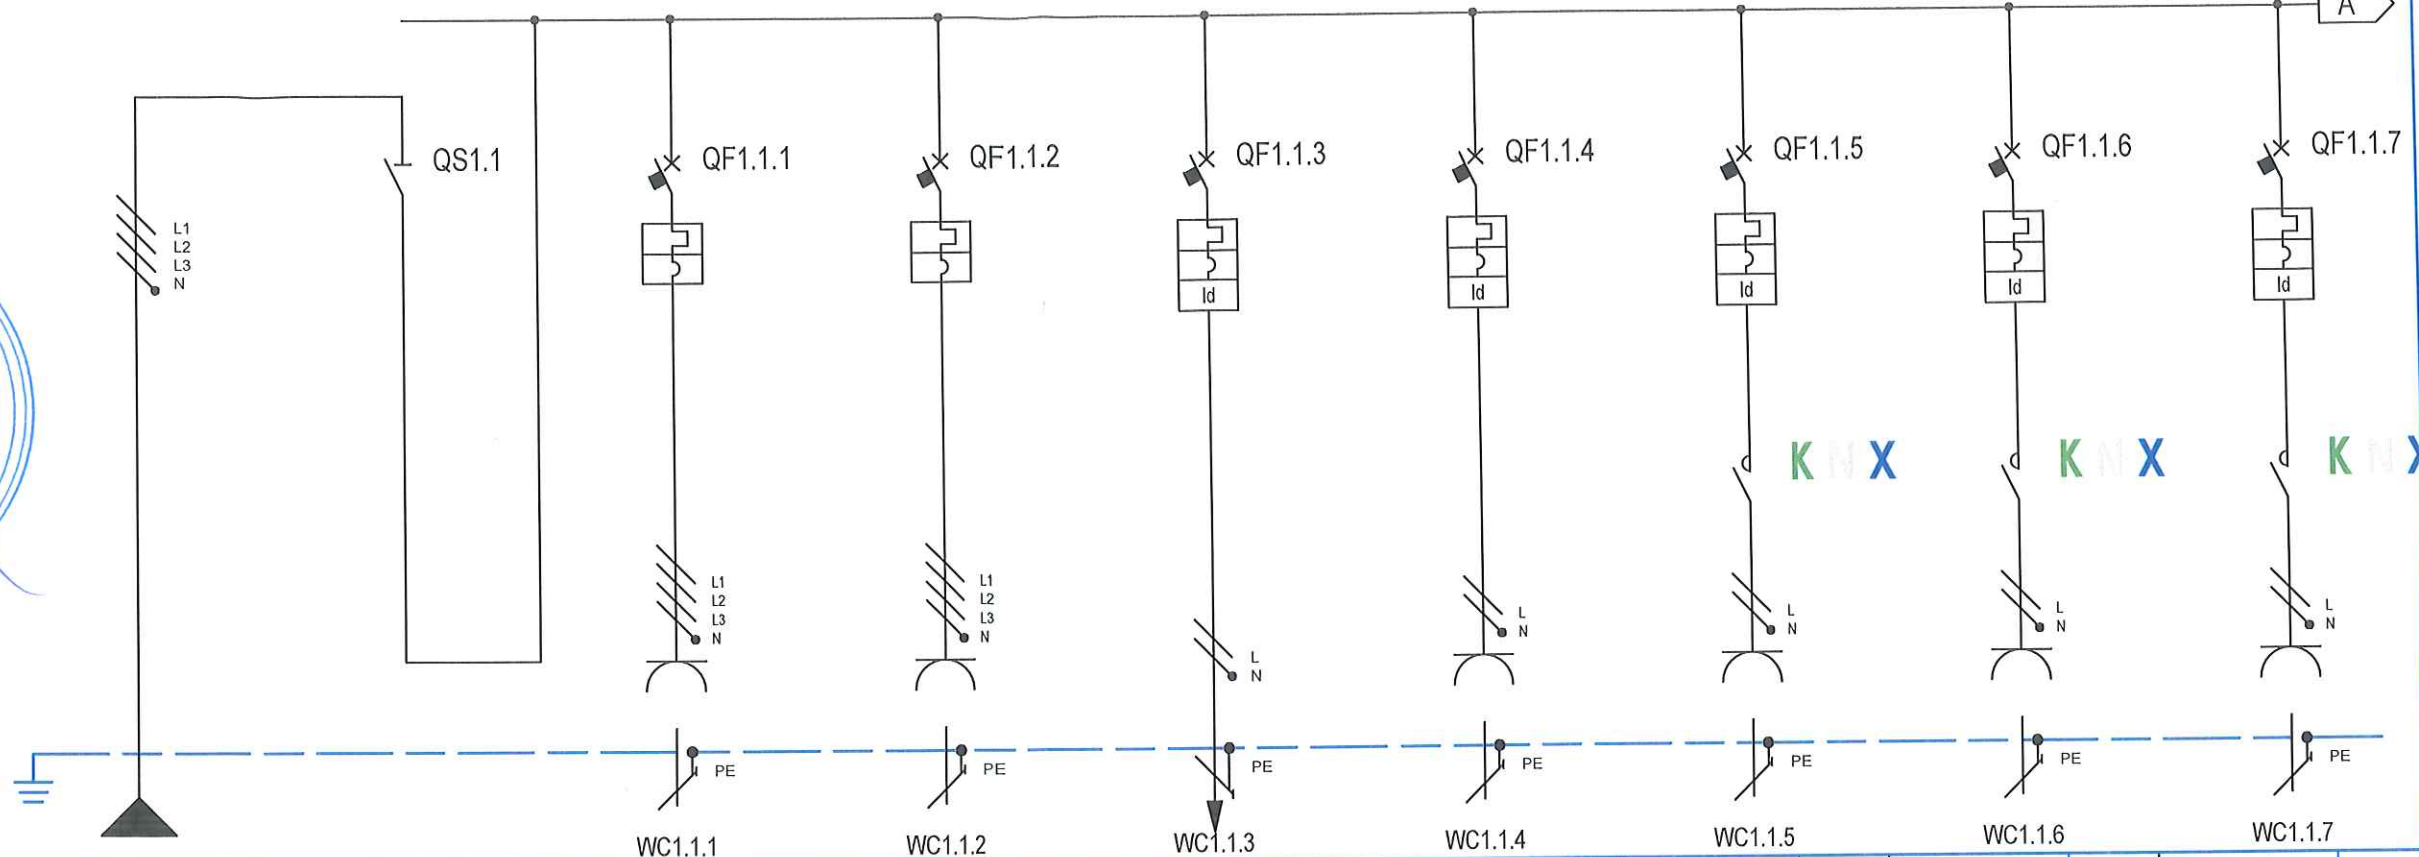 A
QS1.1
QF1.1.1
QF1.1.2
QF1.1.3
QF1.1.4
QF1.1.5
QF1.1.6
QF1.1.7
L1
L2
L3
N
Id
Id
Id
Id
Id
KNX
KNX
KNX
L1
L2
L3
N
L1
L2
L3
N
L
N
L
N
L
N
L
N
L
N
PE
PE
PE
PE
PE
PE
PE
WC1.1.1
WC1.1.2
WC1.1.3
WC1.1.4
WC1.1.5
WC1.1.6
WC1.1.7